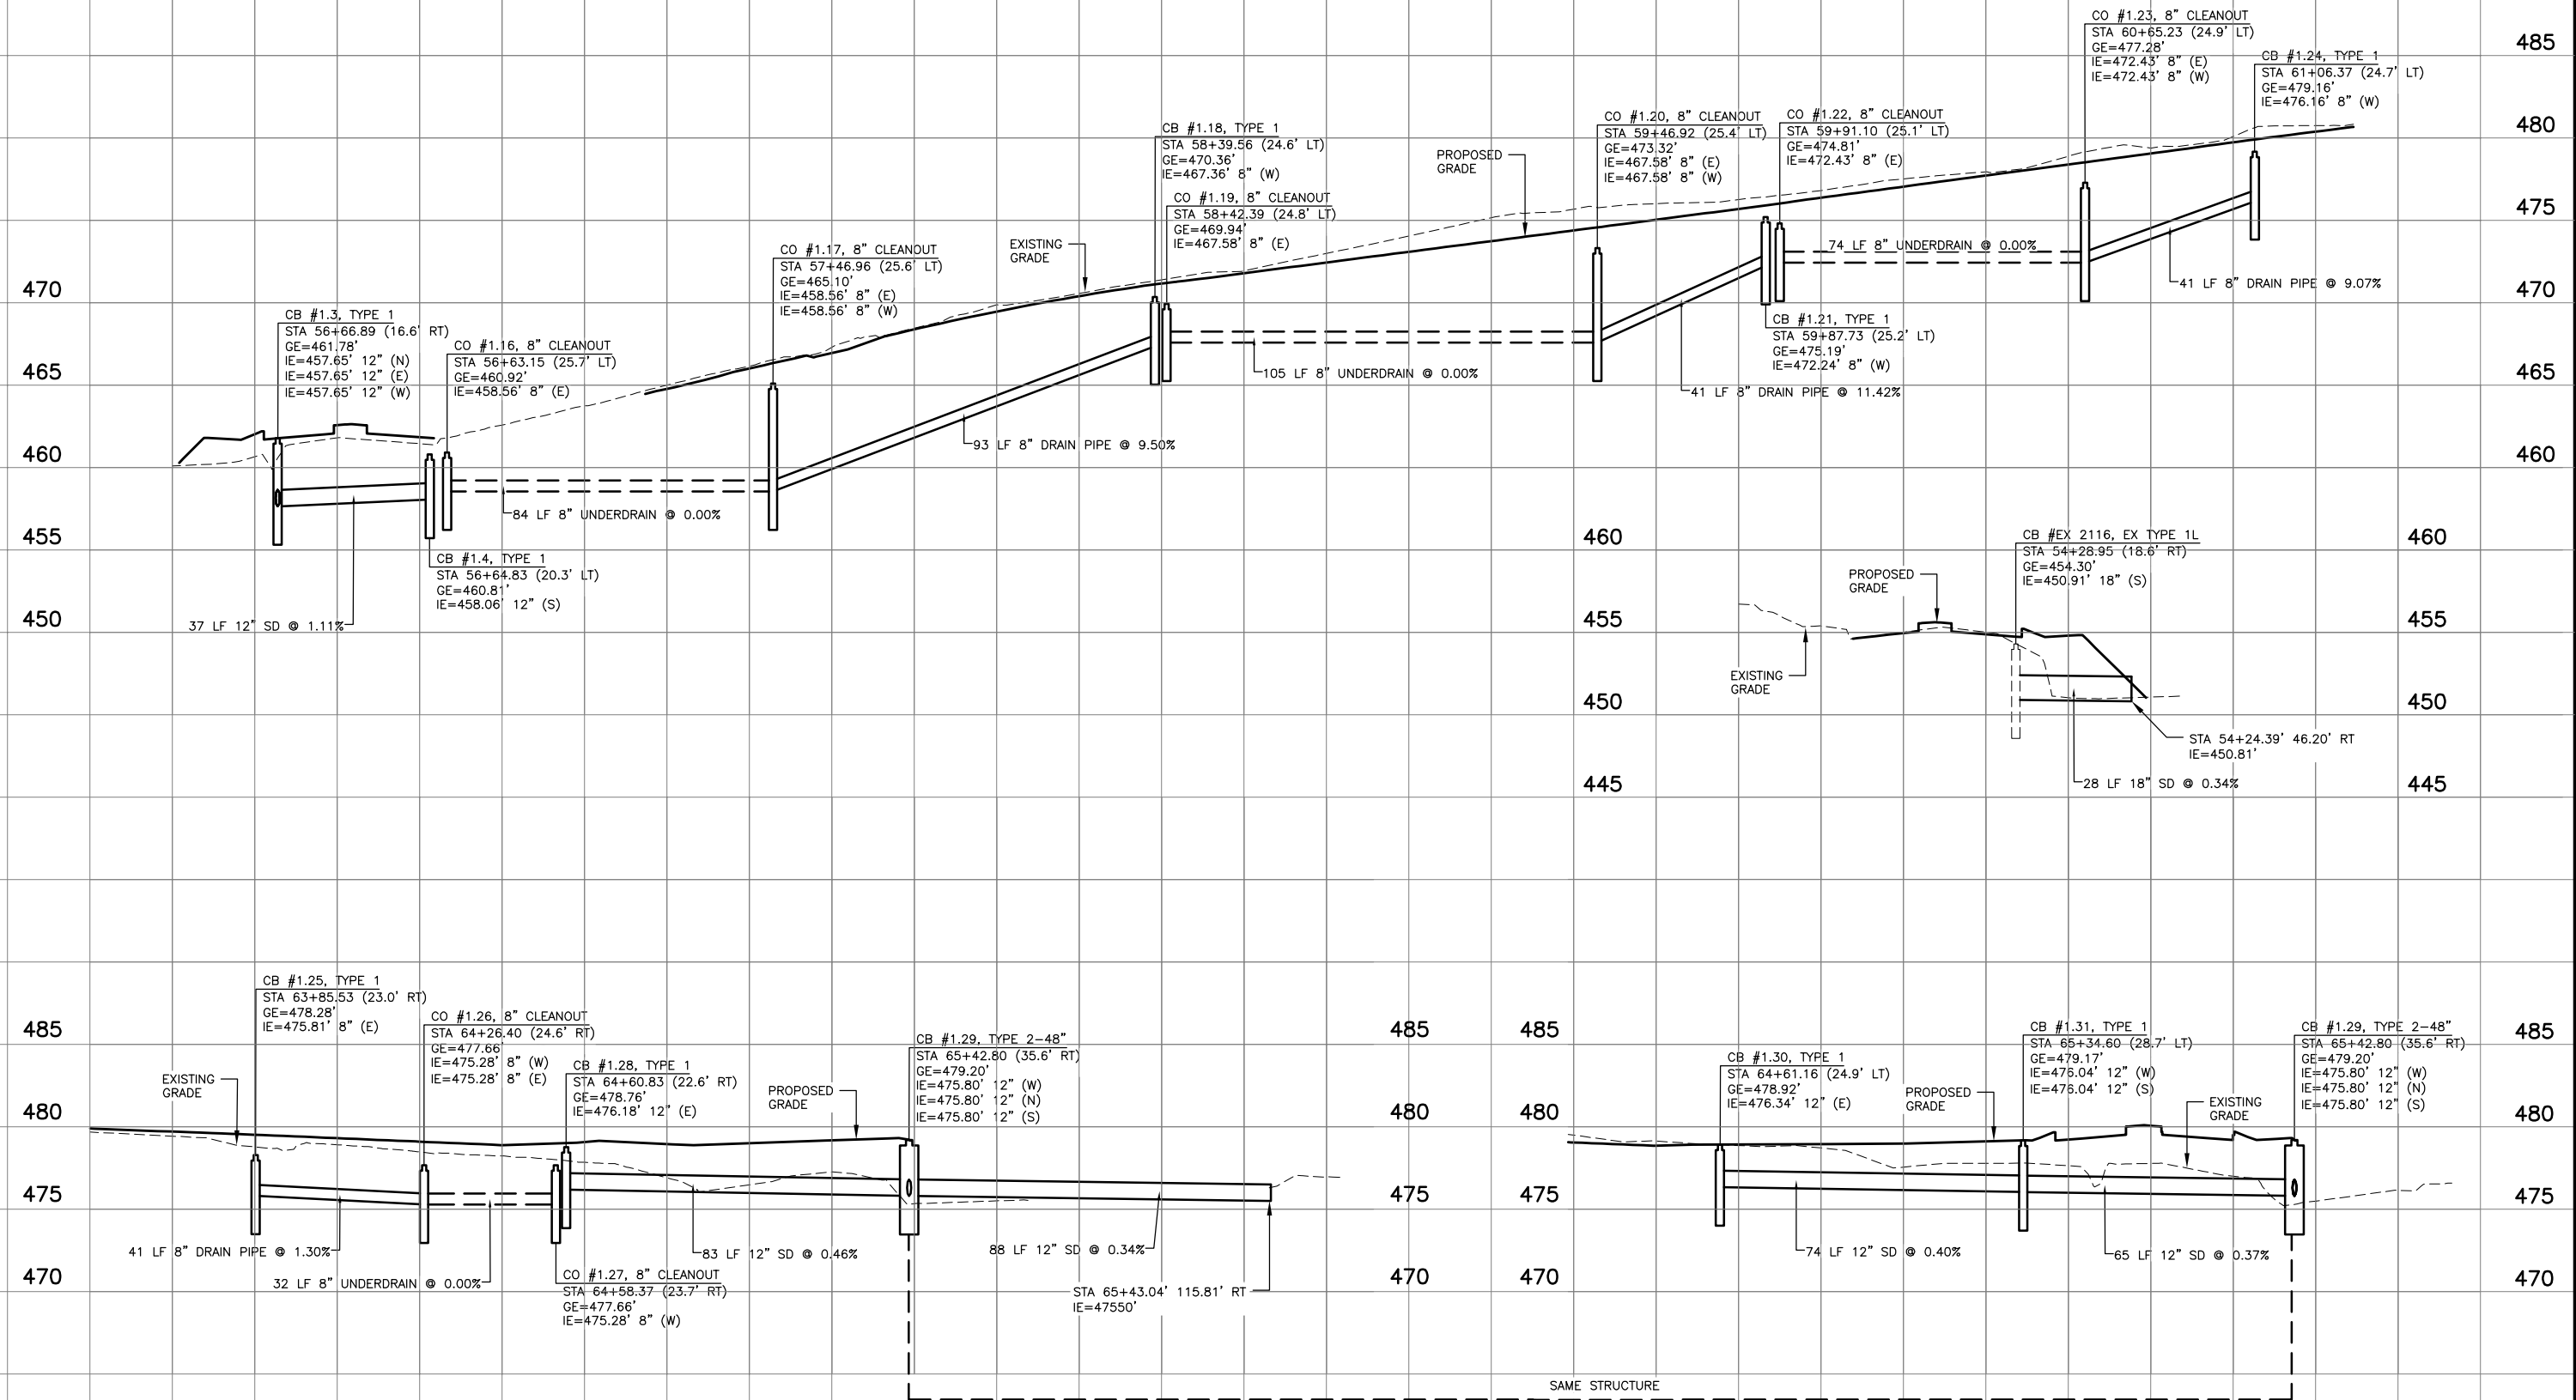 CO #1.23, 8" CLEANOUT
STA 60+65.23 (24.9' LT)
GE=477.28'
IE=472.43' 8" (E)
IE=472.43' 8" (W)
485
CB #1.24, TYPE 1
STA 61+06.37 (24.7' LT)
GE=479.16'
IE=476.16' 8" (W)
CB #1.18, TYPE 1
STA 58+39.56 (24.6' LT)
GE=470.36'
IE=467.36' 8" (W)
CO #1.19, 8" CLEANOUT
STA 58+42.39 (24.8' LT)
GE=469.94'
IE=467.58' 8" (E)
PROPOSED
GRADE
CO #1.20, 8" CLEANOUT
STA 59+46.92 (25.4' LT)
GE=473.32'
IE=467.58' 8" (E)
IE=467.58' 8" (W)
CO #1.22, 8" CLEANOUT
STA 59+91.10 (25.1' LT)
GE=474.81'
IE=472.43' 8" (E)
480
475
CO #1.17, 8" CLEANOUT
STA 57+46.96 (25.6' LT)
GE=465.10'
IE=458.56' 8" (E)
IE=458.56' 8" (W)
EXISTING
GRADE
74 LF 8" UNDERDRAIN @ 0.00%
41 LF 8" DRAIN PIPE @ 9.07%
470
470
CB #1.3, TYPE 1
STA 56+66.89 (16.6' RT)
GE=461.78'
IE=457.65' 12" (N)
IE=457.65' 12" (E)
IE=457.65' 12" (W)
CO #1.16, 8" CLEANOUT
STA 56+63.15 (25.7' LT)
GE=460.92'
IE=458.56' 8" (E)
CB #1.21, TYPE 1
STA 59+87.73 (25.2' LT)
GE=475.19'
IE=472.24' 8" (W)
465
105 LF 8" UNDERDRAIN @ 0.00%
41 LF 8" DRAIN PIPE @ 11.42%
465
93 LF 8" DRAIN PIPE @ 9.50%
460
460
84 LF 8" UNDERDRAIN @ 0.00%
455
CB #1.4, TYPE 1
STA 56+64.83 (20.3' LT)
GE=460.81'
IE=458.06' 12" (S)
37 LF 12" SD @ 1.11%
450
460
CB #EX 2116, EX TYPE 1L
STA 54+28.95 (18.6' RT)
GE=454.30'
IE=450.91' 18" (S)
460
PROPOSED
GRADE
455
455
EXISTING
GRADE
450
450
STA 54+24.39' 46.20' RT
IE=450.81'
28 LF 18" SD @ 0.34%
445
445
CB #1.25, TYPE 1
STA 63+85.53 (23.0' RT)
GE=478.28'
IE=475.81' 8" (E)
CO #1.26, 8" CLEANOUT
STA 64+26.40 (24.6' RT)
GE=477.66'
IE=475.28' 8" (W)
IE=475.28' 8" (E)
485
CB #1.28, TYPE 1
STA 64+60.83 (22.6' RT)
GE=478.76'
IE=476.18' 12" (E)
EXISTING
GRADE
PROPOSED
GRADE
CB #1.29, TYPE 2-48"
STA 65+42.80 (35.6' RT)
GE=479.20'
IE=475.80' 12" (W)
IE=475.80' 12" (N)
IE=475.80' 12" (S)
485
480
480
475
475
41 LF 8" DRAIN PIPE @ 1.30%
32 LF 8" UNDERDRAIN @ 0.00%
83 LF 12" SD @ 0.46%
88 LF 12" SD @ 0.34%
470
CO #1.27, 8" CLEANOUT
STA 64+58.37 (23.7' RT)
GE=477.66'
IE=475.28' 8" (W)
STA 65+43.04' 115.81' RT
IE=47550'
470
485
CB #1.30, TYPE 1
STA 64+61.16 (24.9' LT)
GE=478.92'
IE=476.34' 12" (E)
CB #1.31, TYPE 1
STA 65+34.60 (28.7' LT)
GE=479.17'
IE=476.04' 12" (W)
IE=476.04' 12" (S)
CB #1.29, TYPE 2-48"
STA 65+42.80 (35.6' RT)
GE=479.20'
IE=475.80' 12" (W)
IE=475.80' 12" (N)
IE=475.80' 12" (S)
485
PROPOSED
GRADE
EXISTING
GRADE
480
480
475
475
74 LF 12" SD @ 0.40%
65 LF 12" SD @ 0.37%
470
470
SAME STRUCTURE